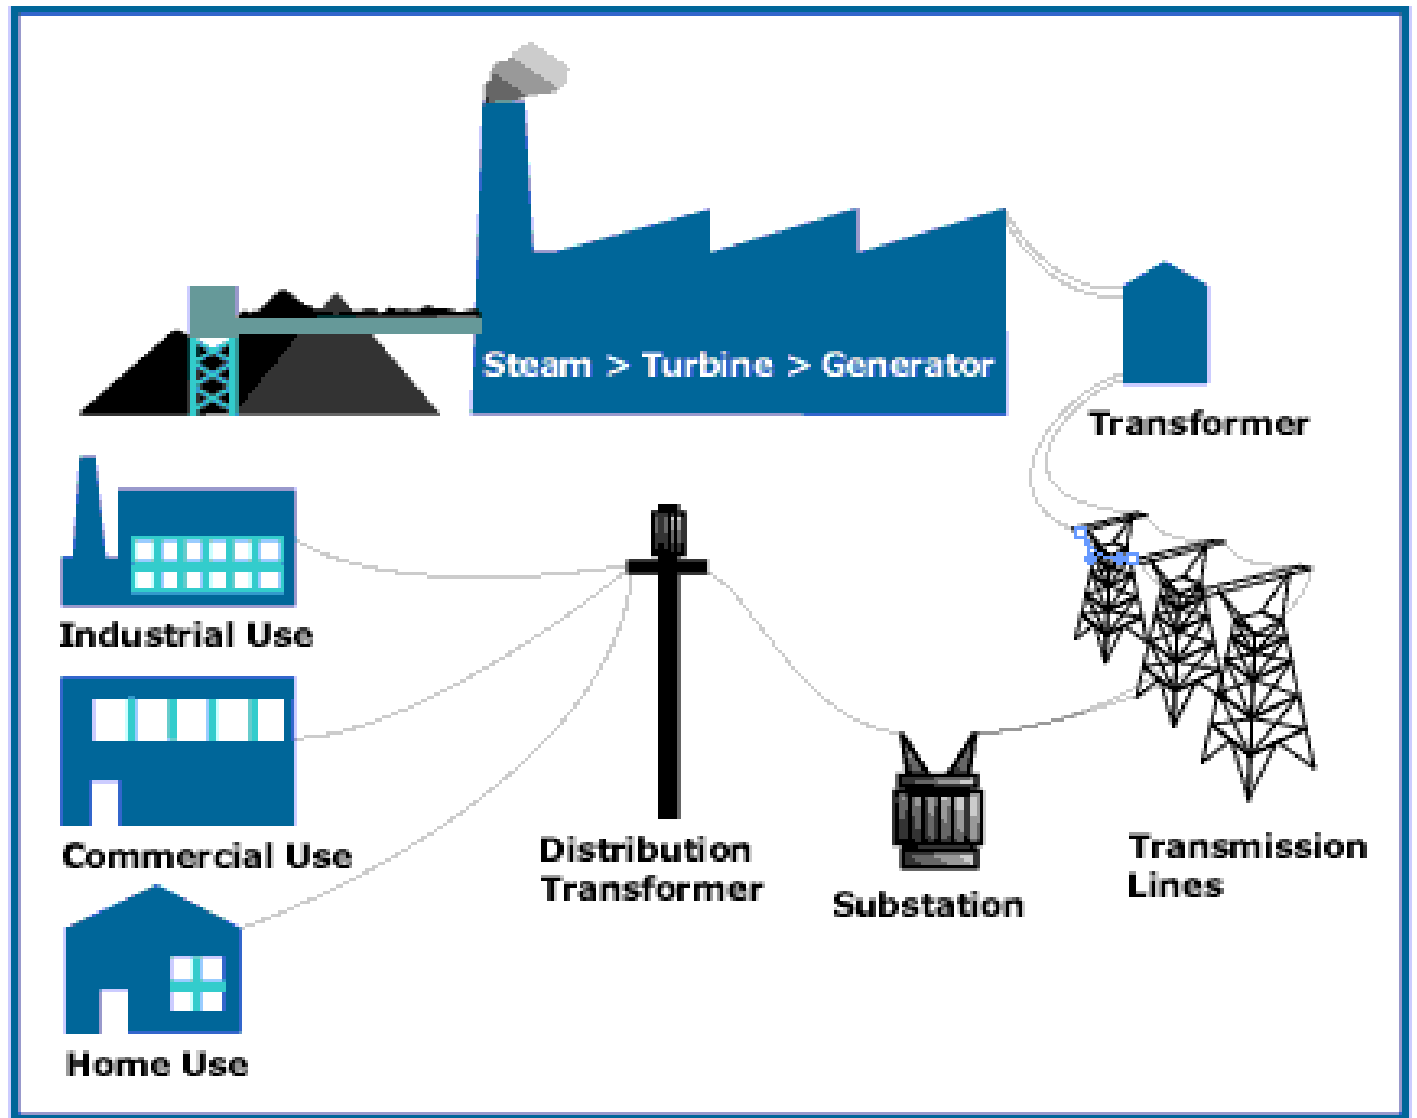 Steam > Turbine > Generator
Transformer
Industrial Use
Commercial Use
Distribution
Transformer
Substation
Transmission
Lines
Home Use